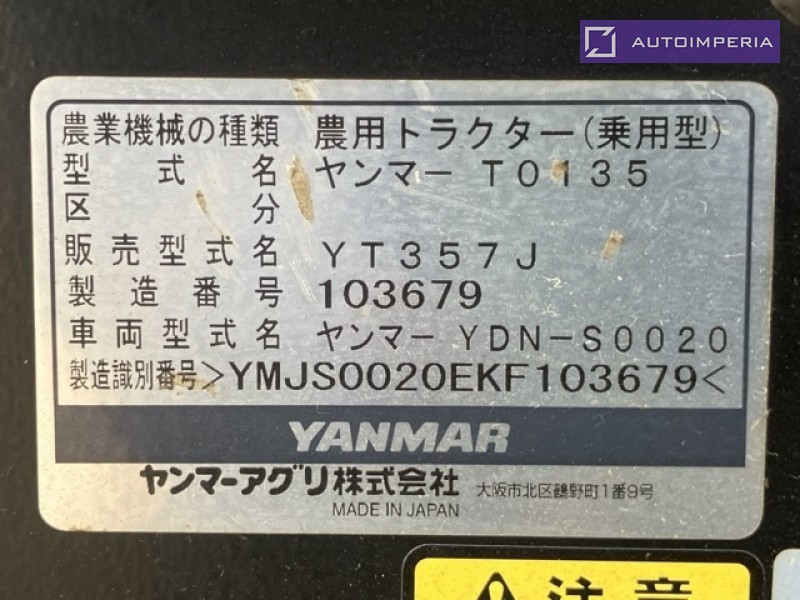 AUTOIMPERIA
農業機械の種類 農用トラクター(乗用型)
型式名 ヤンマー TO135
区分
販売型式名 YT357J
製造番号 103679
車両型式名 ヤンマー YDN-S0020
製造識別番号>YMJS0020EKF103679<
YANMAR
ヤンマーアグリ株式会社 大阪市北区鶴野町1番9号
MADE IN JAPAN
注意